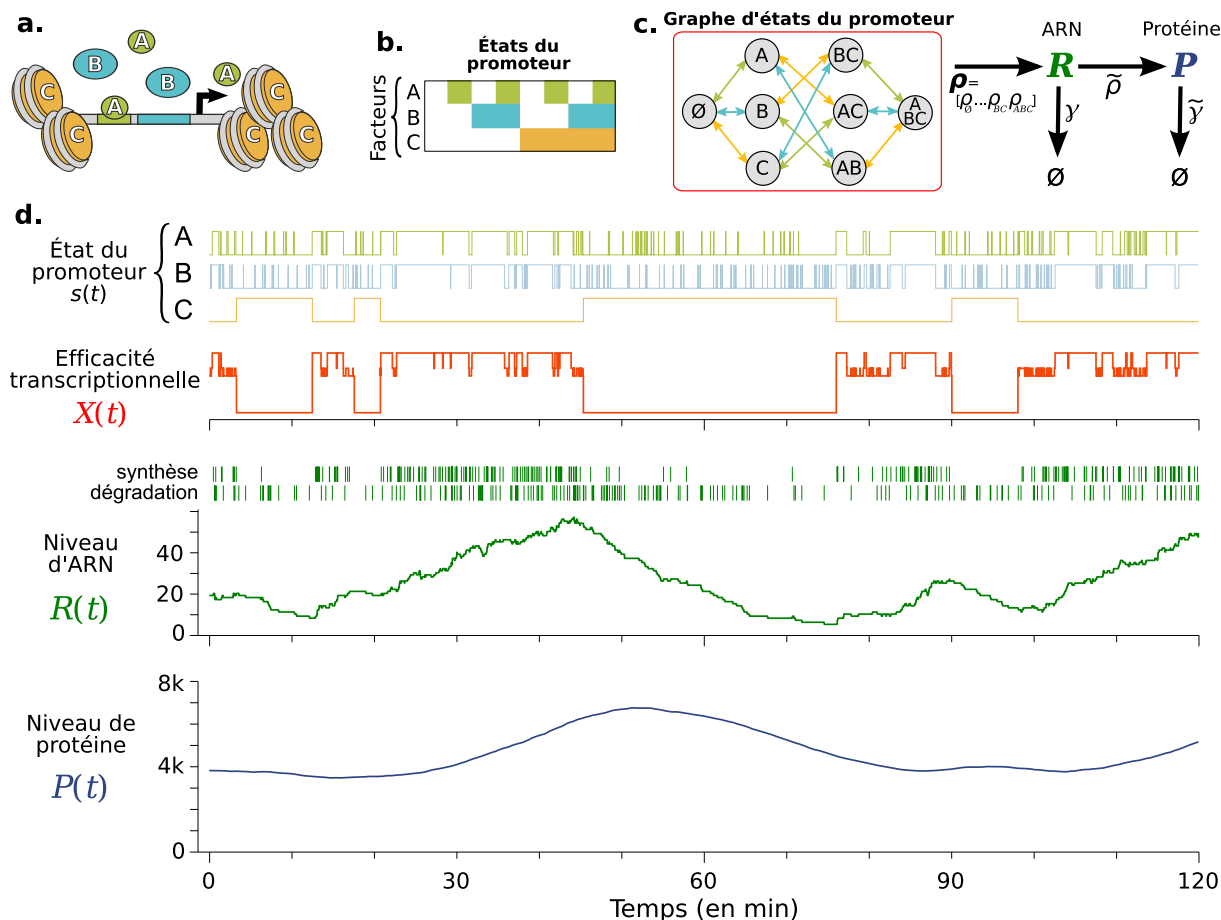 a.
A
B
B
A
A
C
C
C
C
C
b.
États du
promoteur
Facteurs
A
B
C
c.
Graphe d'états du promoteur
Ø
A
B
C
BC
AC
AB
A
BC
ρ=
[ρØ...ρBC ρABC]
ARN
R
γ
Ø
ρ̃
Protéine
P
γ̃
Ø
d.
État du
promoteur
s(t)
A
B
C
Efficacité
transcriptionnelle
X(t)
synthèse
dégradation
Niveau
d'ARN
R(t)
40
20
0
Niveau de
protéine
P(t)
8k
4k
0
0 30 60 90 120
Temps (en min)